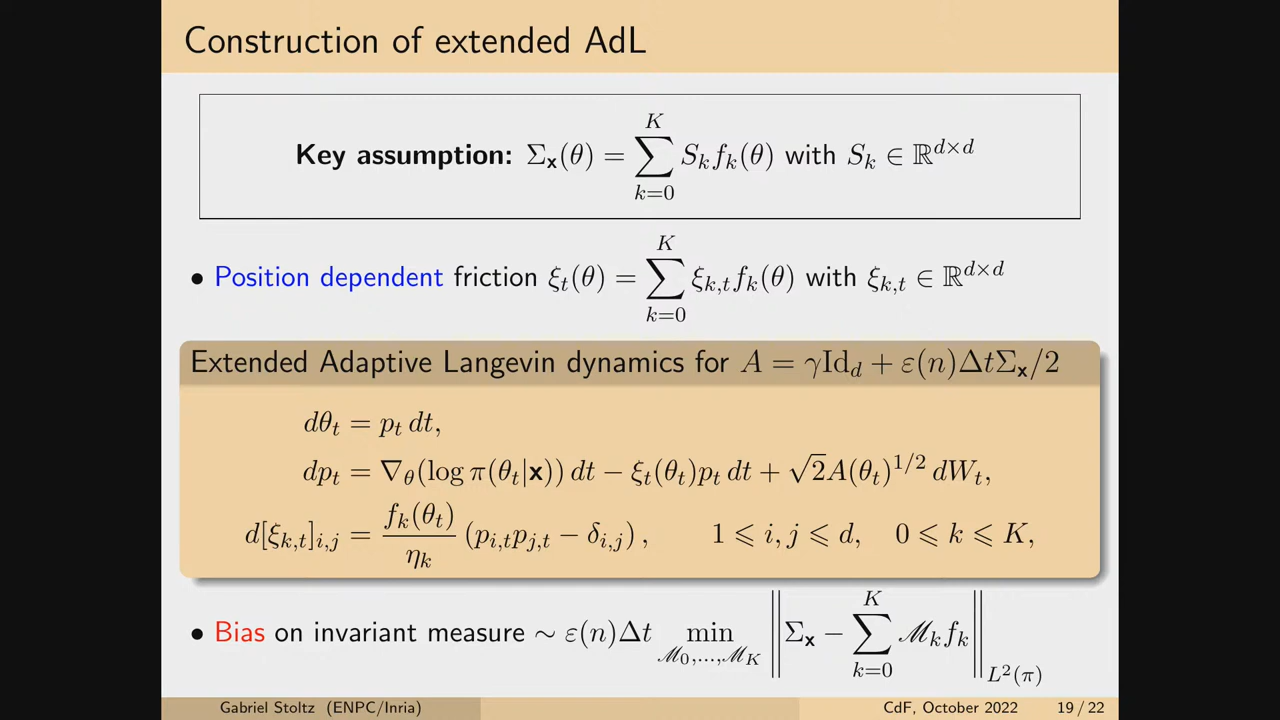 Construction of extended AdL
Key assumption: Σ_𝐱(θ) = ∑_{k=0}^{K} S_k f_k(θ) with S_k ∈ ℝ^{d×d}
• Position dependent friction ξ_t(θ) = ∑_{k=0}^{K} ξ_{k,t} f_k(θ) with ξ_{k,t} ∈ ℝ^{d×d}
Extended Adaptive Langevin dynamics for A = γId_d + ε(n)ΔtΣ_𝐱/2
dθ_t = p_t dt,
dp_t = ∇_θ(log π(θ_t|𝐱)) dt − ξ_t(θ_t)p_t dt + √2A(θ_t)^{1/2} dW_t,
d[ξ_{k,t}]_{i,j} = f_k(θ_t)/η_k (p_{i,t}p_{j,t} − δ_{i,j}), 1 ⩽ i, j ⩽ d, 0 ⩽ k ⩽ K,
• Bias on invariant measure ∼ ε(n)Δt min_{ℳ_0,...,ℳ_K} ‖Σ_𝐱 − ∑_{k=0}^{K} ℳ_k f_k‖_{L²(π)}
Gabriel Stoltz (ENPC/Inria) CdF, October 2022 19 / 22